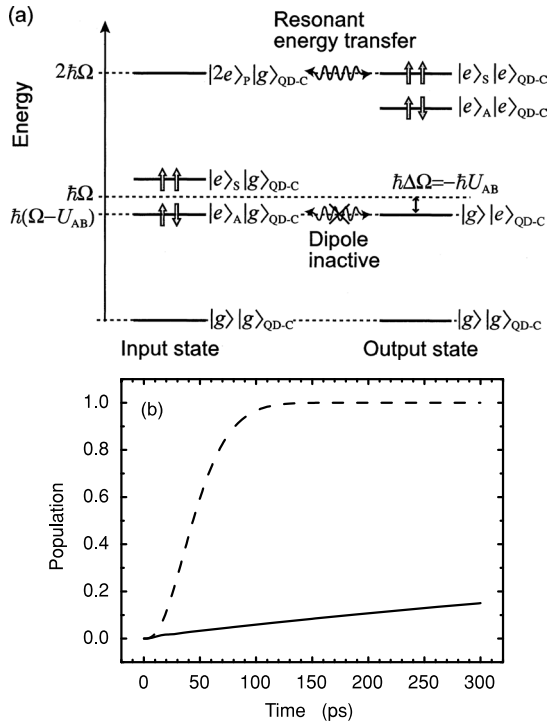 (a)
Resonant
energy transfer
Energy
2ℏΩ
|2e⟩P|g⟩QD-C
|e⟩S|e⟩QD-C
|e⟩A|e⟩QD-C
ℏΩ
|e⟩S|g⟩QD-C
ℏΔΩ=−ℏUAB
ℏ(Ω−UAB)
|e⟩A|g⟩QD-C
|g⟩|e⟩QD-C
Dipole
inactive
|g⟩|g⟩QD-C
|g⟩|g⟩QD-C
Input state
Output state
(b)
Population
1.0
0.8
0.6
0.4
0.2
0.0
0 50 100 150 200 250 300
Time (ps)